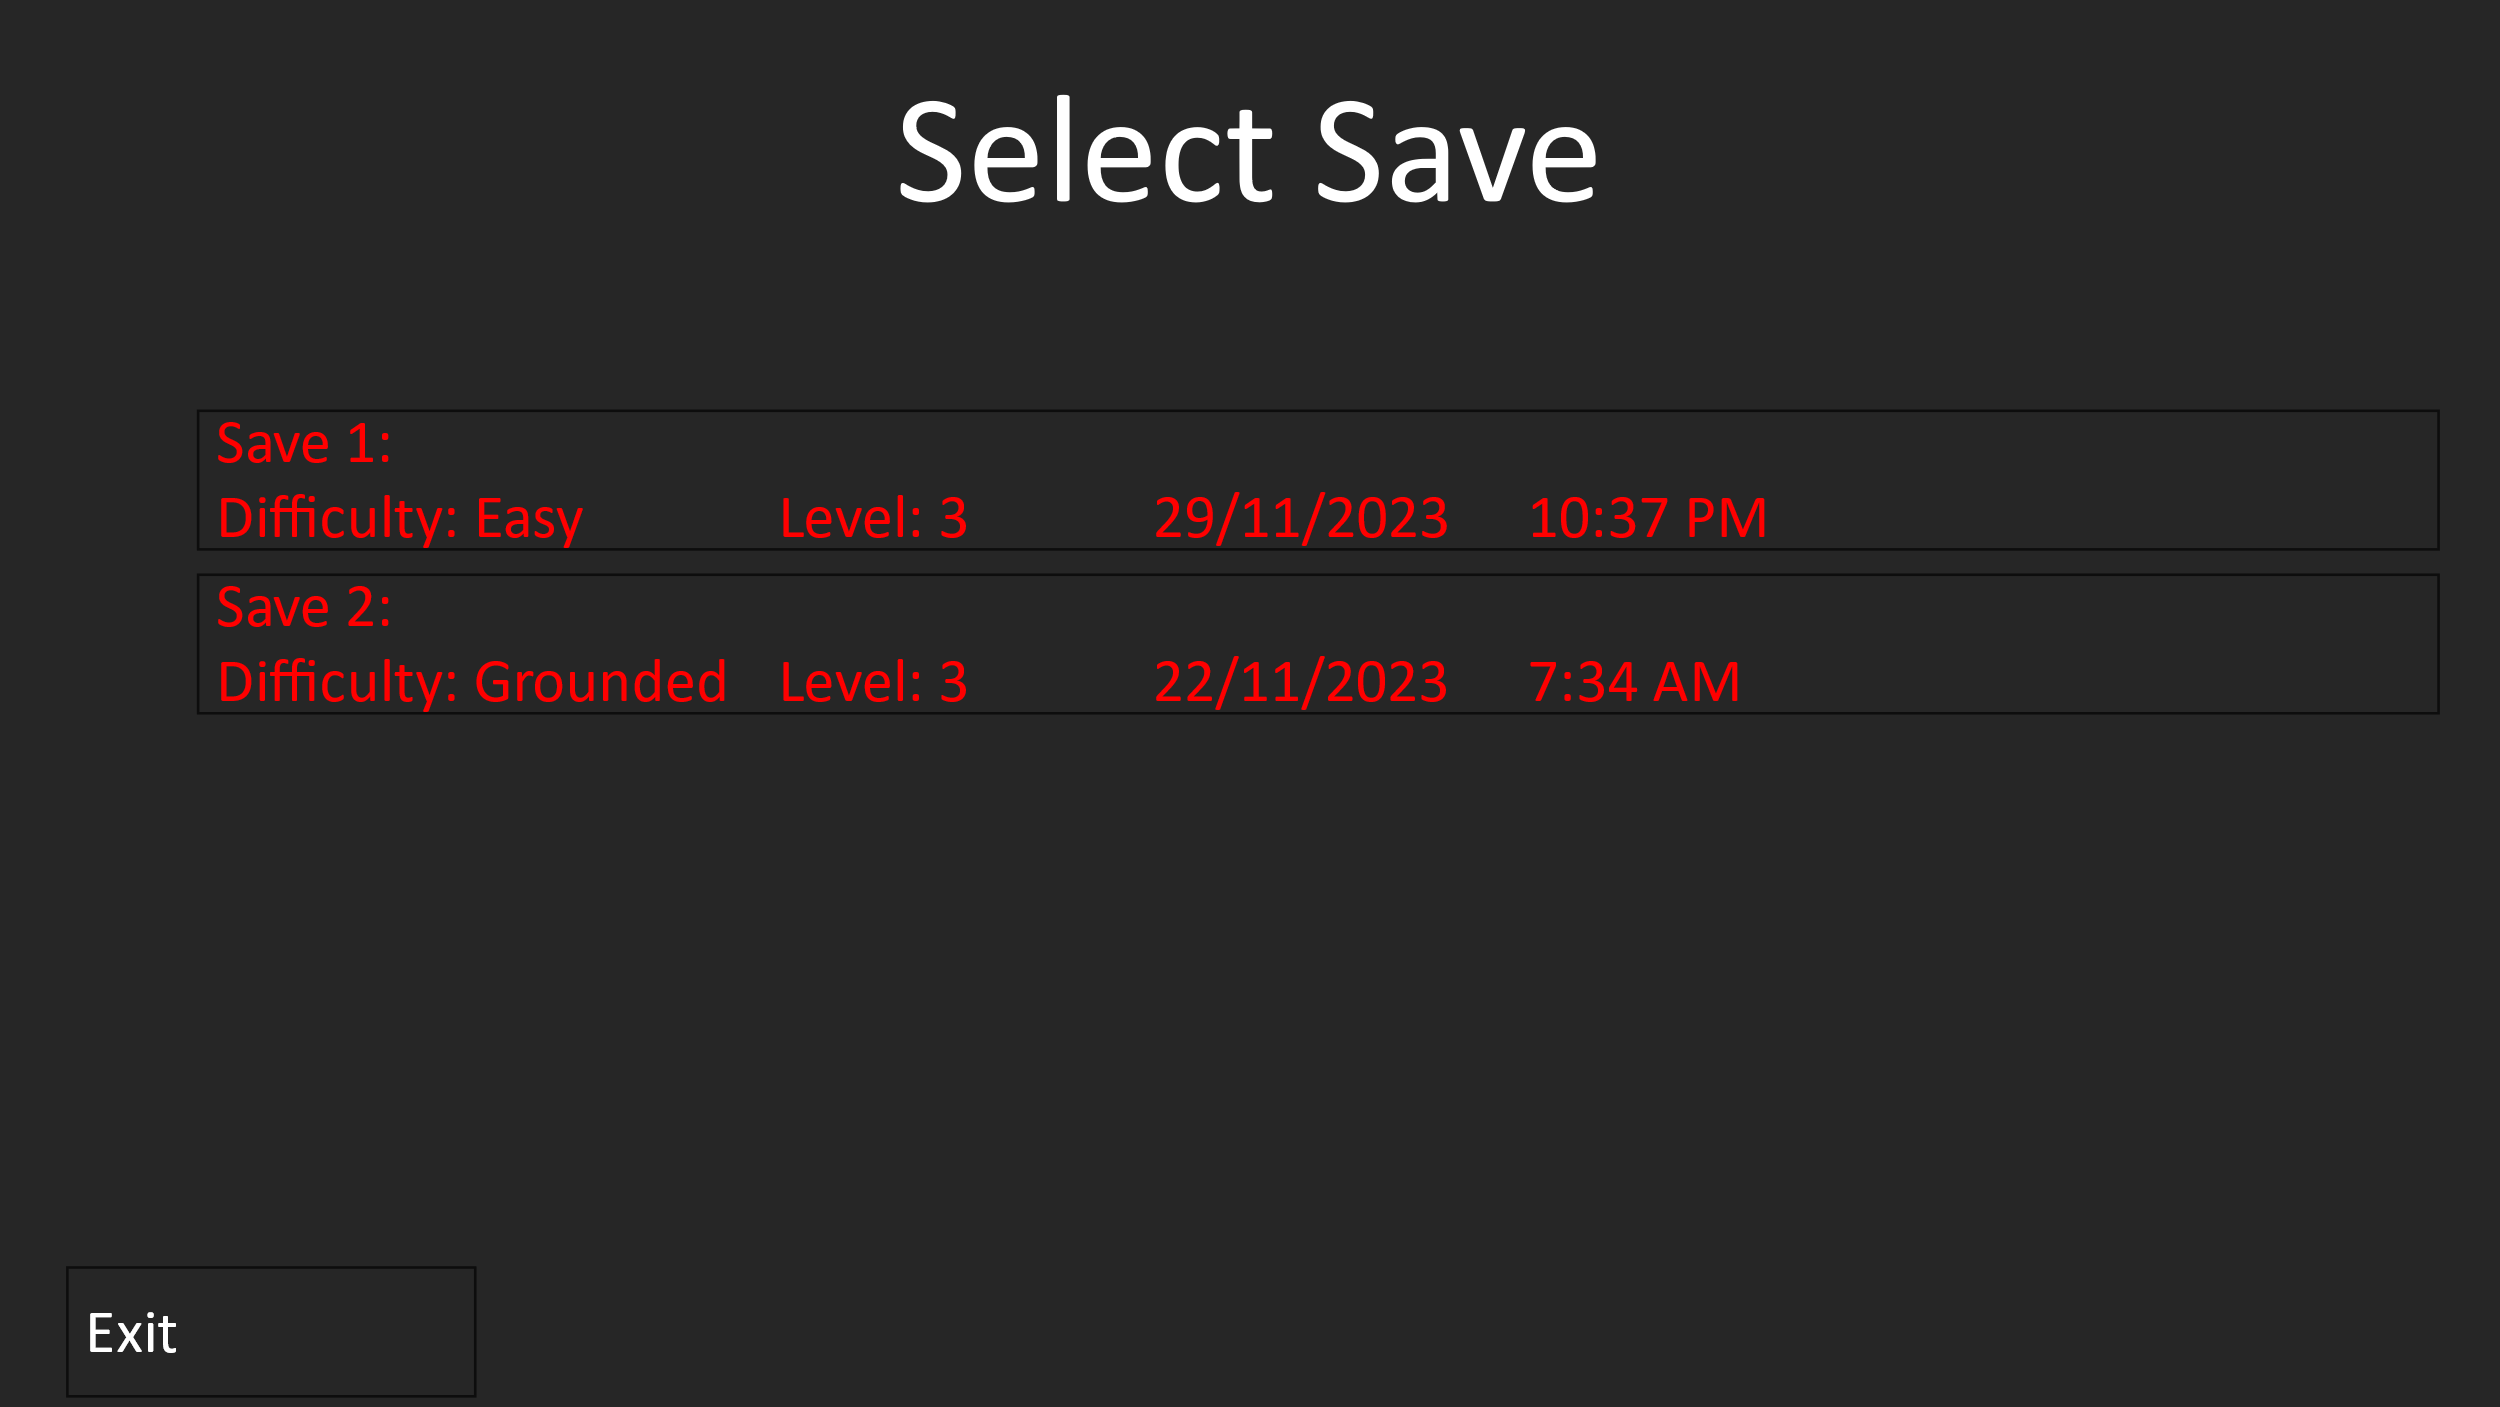 Select Save
Save 1:
Difficulty: Easy Level: 3 29/11/2023 10:37 PM
Save 2:
Difficulty: Grounded Level: 3 22/11/2023 7:34 AM
Exit